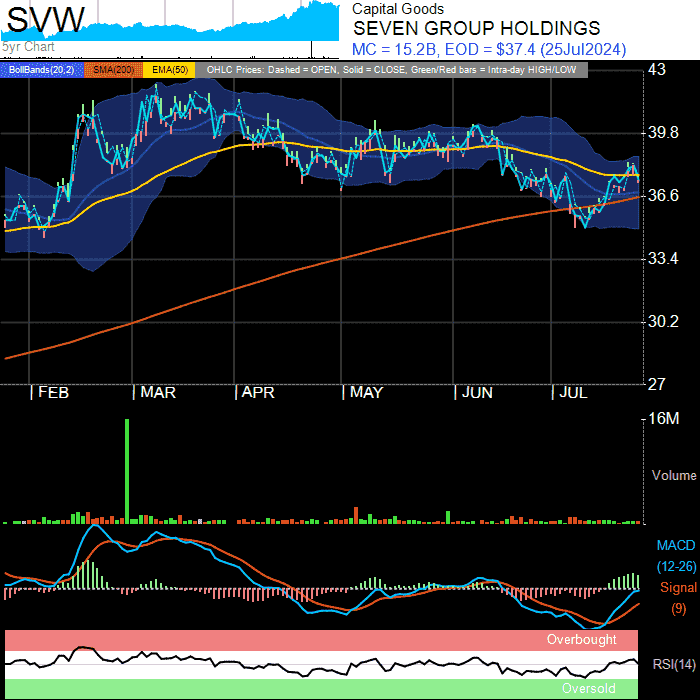 SVW
Capital Goods
SEVEN GROUP HOLDINGS
MC = 15.2B, EOD = $37.4 (25Jul2024)
5yr Chart
BollBands(20,2) SMA(200) EMA(50) OHLC Prices: Dashed = OPEN, Solid = CLOSE, Green/Red bars = Intra-day HIGH/LOW
43
39.8
36.6
33.4
30.2
27
| FEB | MAR | APR | MAY | JUN | JUL
16M
Volume
MACD
(12-26)
Signal
(9)
Overbought
RSI(14)
Oversold